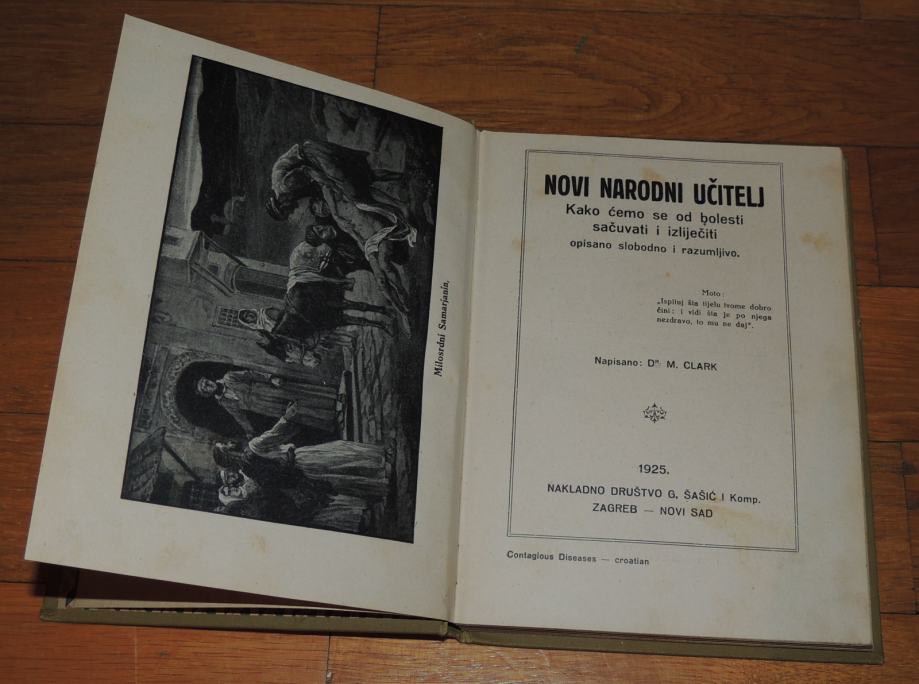 Milosrdni Samarjanin.
NOVI NARODNI UČITELJ
Kako ćemo se od bolesti
sačuvati i izliječiti
opisano slobodno i razumljivo.
Moto:
„Ispituj šta tijelu tvome dobro
čini: i vidi šta je po njega
nezdravo, to mu ne daj“.
Napisano: Dr. M. CLARK
1925.
NAKLADNO DRUŠTVO G. ŠAŠIĆ I Komp.
ZAGREB — NOVI SAD
Contagious Diseases — croatian